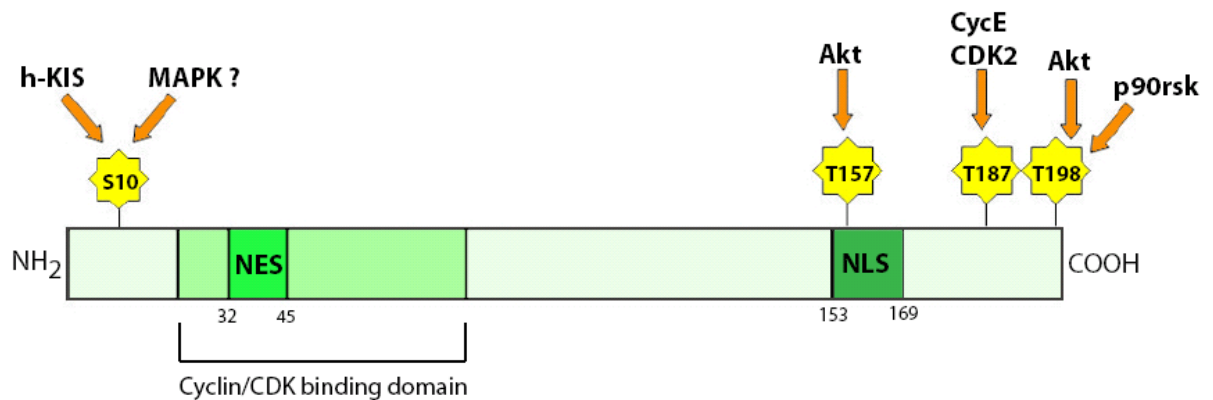 CycE
CDK2
h-KIS
MAPK ?
Akt
Akt
p90rsk
S10
T157
T187
T198
NH2
NES
NLS
COOH
32
45
153
169
Cyclin/CDK binding domain